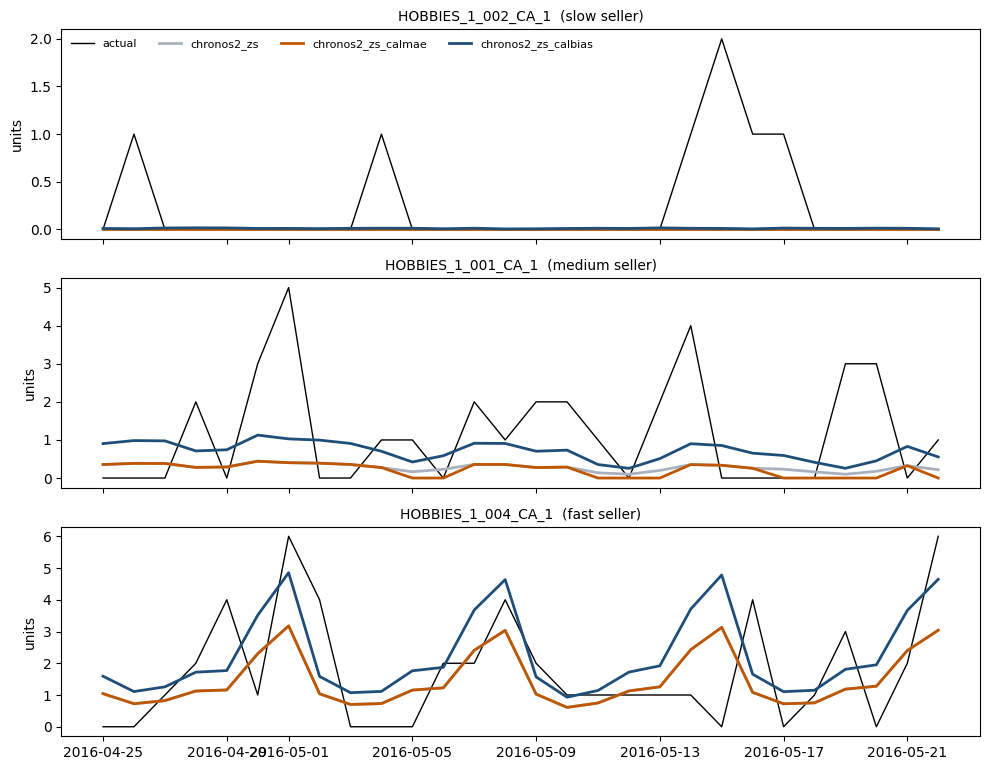 HOBBIES_1_002_CA_1  (slow seller)
actual chronos2_zs chronos2_zs_calmae chronos2_zs_calbias
2.0
1.5
1.0
0.5
0.0
units
HOBBIES_1_001_CA_1  (medium seller)
5
4
3
2
1
0
units
HOBBIES_1_004_CA_1  (fast seller)
6
5
4
3
2
1
0
units
2016-04-25 2016-04-29 2016-05-01 2016-05-05 2016-05-09 2016-05-13 2016-05-17 2016-05-21